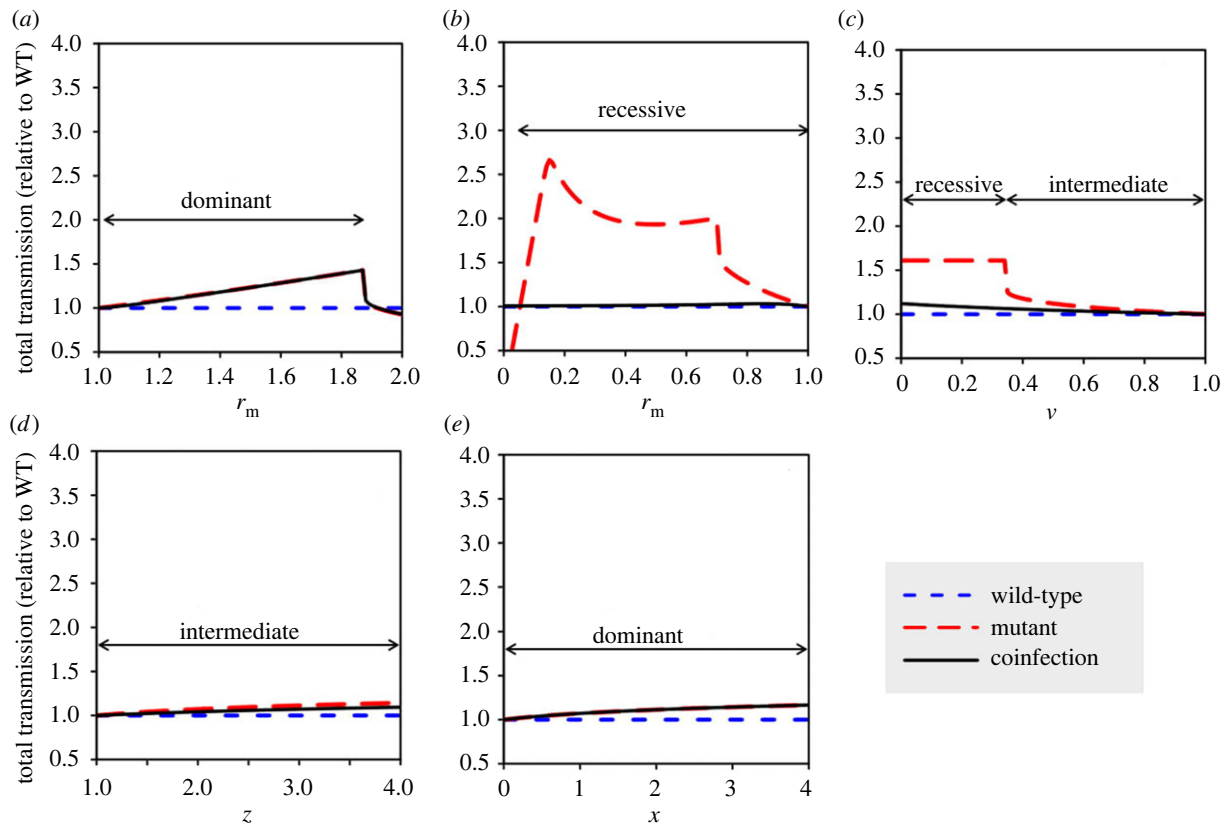 (a)
total transmission (relative to WT)
4.0
3.5
3.0
2.5
2.0
1.5
1.0
0.5
dominant
1.0 1.2 1.4 1.6 1.8 2.0
rm
(b)
4.0
3.5
3.0
2.5
2.0
1.5
1.0
0.5
recessive
0 0.2 0.4 0.6 0.8 1.0
rm
(c)
4.0
3.5
3.0
2.5
2.0
1.5
1.0
0.5
recessive intermediate
0 0.2 0.4 0.6 0.8 1.0
v
(d)
total transmission (relative to WT)
4.0
3.5
3.0
2.5
2.0
1.5
1.0
0.5
intermediate
1.0 2.0 3.0 4.0
z
(e)
4.0
3.5
3.0
2.5
2.0
1.5
1.0
0.5
dominant
0 1 2 3 4
x
wild-type
mutant
coinfection